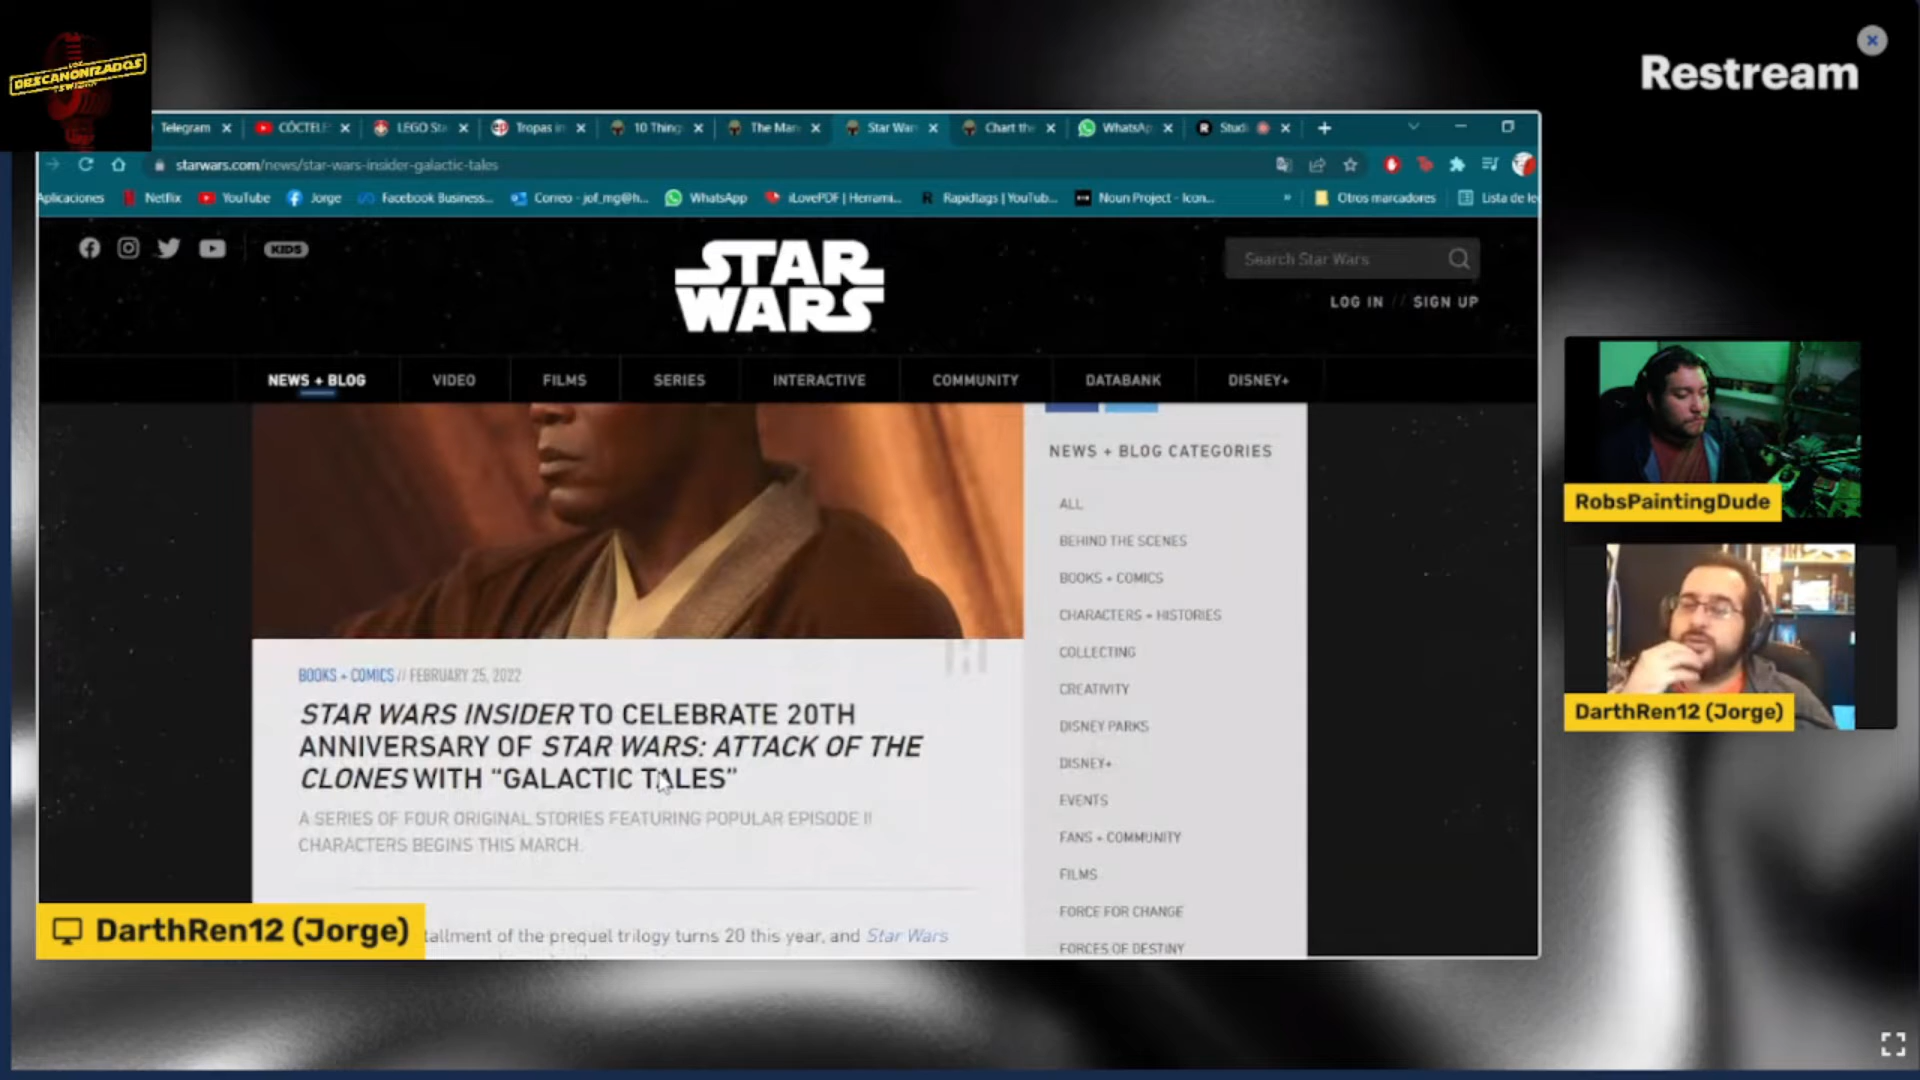 LOS
DESCANONIZADOS
Restream
Telegram
CÓCTELE
LEGO Sta
Tropas in
10 Thing
The Man
Star War
Chart the
WhatsAp
Studi
starwars.com/news/star-wars-insider-galactic-tales
Aplicaciones
Netflix
YouTube
Jorge
Facebook Business...
Correo - jof_mg@h...
WhatsApp
iLovePDF | Herrami...
Rapidtags | YouTub...
Noun Project - Icon...
»
Otros marcadores
Lista de le
KIDS
STAR
WARS
Search Star Wars
LOG IN // SIGN UP
NEWS + BLOG
VIDEO
FILMS
SERIES
INTERACTIVE
COMMUNITY
DATABANK
DISNEY+
BOOKS + COMICS // FEBRUARY 25, 2022
STAR WARS INSIDER TO CELEBRATE 20TH
ANNIVERSARY OF STAR WARS: ATTACK OF THE
CLONES WITH “GALACTIC TALES”
A SERIES OF FOUR ORIGINAL STORIES FEATURING POPULAR EPISODE II
CHARACTERS BEGINS THIS MARCH.
tallment of the prequel trilogy turns 20 this year, and Star Wars
NEWS + BLOG CATEGORIES
ALL
BEHIND THE SCENES
BOOKS + COMICS
CHARACTERS + HISTORIES
COLLECTING
CREATIVITY
DISNEY PARKS
DISNEY+
EVENTS
FANS + COMMUNITY
FILMS
FORCE FOR CHANGE
FORCES OF DESTINY
RobsPaintingDude
DarthRen12 (Jorge)
DarthRen12 (Jorge)